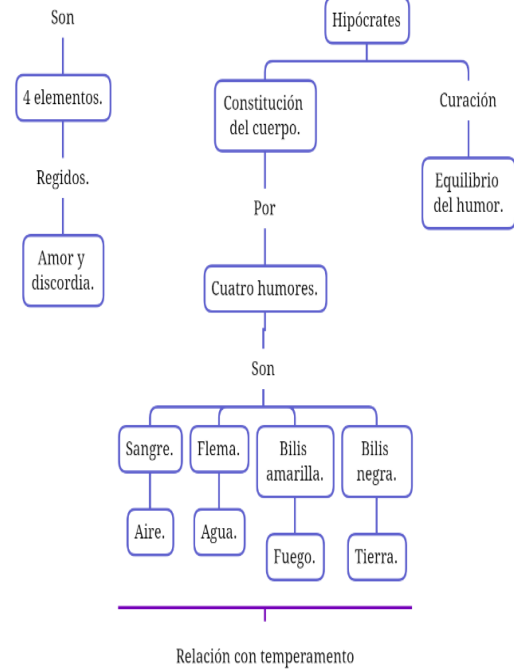 Son
4 elementos.
Regidos.
Amor y
discordia.
Hipócrates
Constitución
del cuerpo.
Por
Cuatro humores.
Curación
Equilibrio
del humor.
Son
Sangre.
Aire.
Flema.
Agua.
Bilis
amarilla.
Fuego.
Bilis
negra.
Tierra.
Relación con temperamento